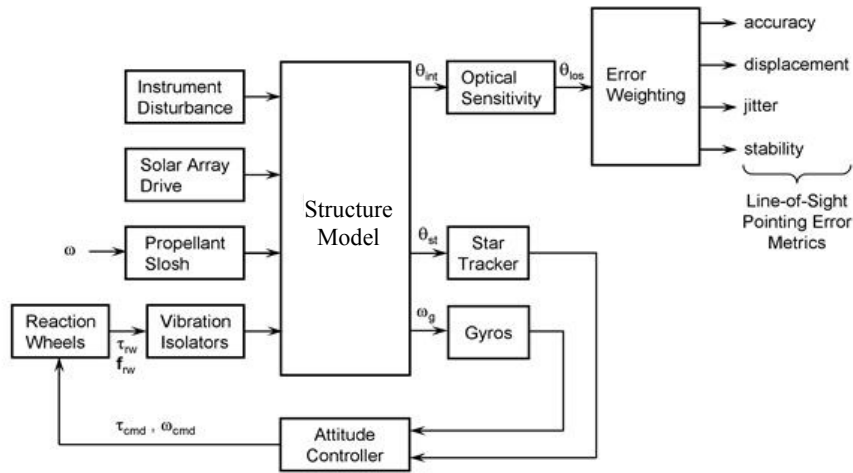 Instrument
Disturbance
Solar Array
Drive
ω
Propellant
Slosh
Reaction
Wheels
τrw
frw
Vibration
Isolators
Structure
Model
θint
Optical
Sensitivity
θlos
Error
Weighting
accuracy
displacement
jitter
stability
Line-of-Sight
Pointing Error
Metrics
θst
Star
Tracker
ωg
Gyros
τcmd , ωcmd
Attitude
Controller